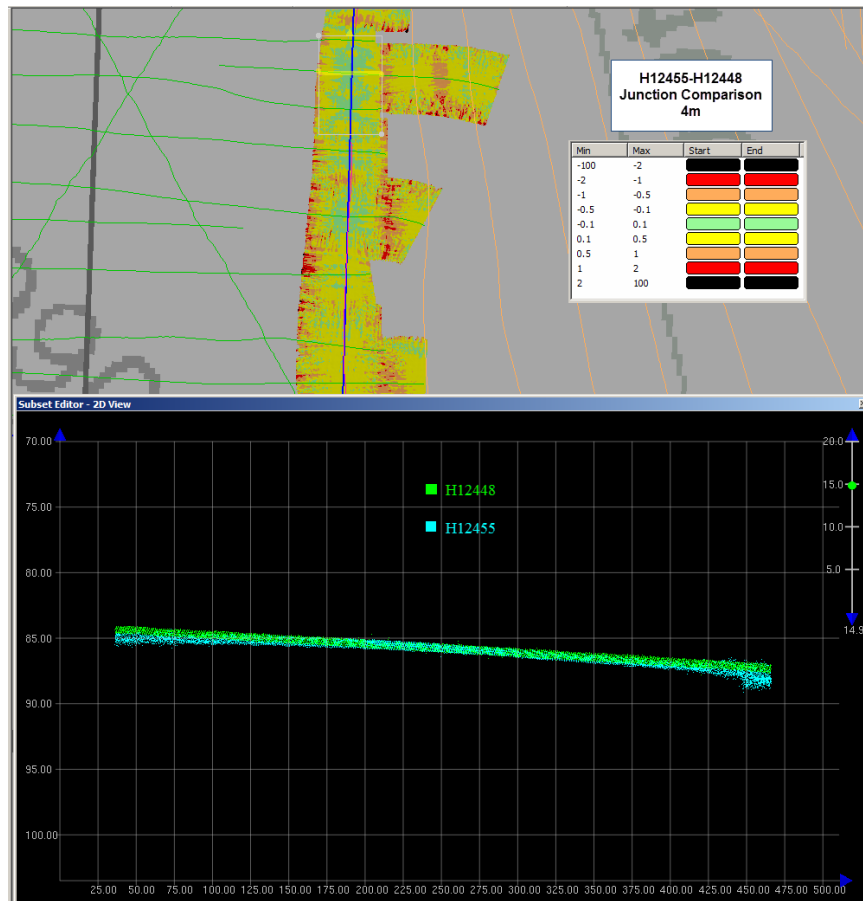 H12455-H12448
Junction Comparison
4m
Min Max Start End
-100 -2
-2 -1
-1 -0.5
-0.5 -0.1
-0.1 0.1
0.1 0.5
0.5 1
1 2
2 100
Subset Editor - 2D View
70.00
75.00
80.00
85.00
90.00
95.00
100.00
H12448
H12455
20.0
15.0
10.0
5.0
14.9
25.00 50.00 75.00 100.00 125.00 150.00 175.00 200.00 225.00 250.00 275.00 300.00 325.00 350.00 375.00 400.00 425.00 450.00 475.00 500.00